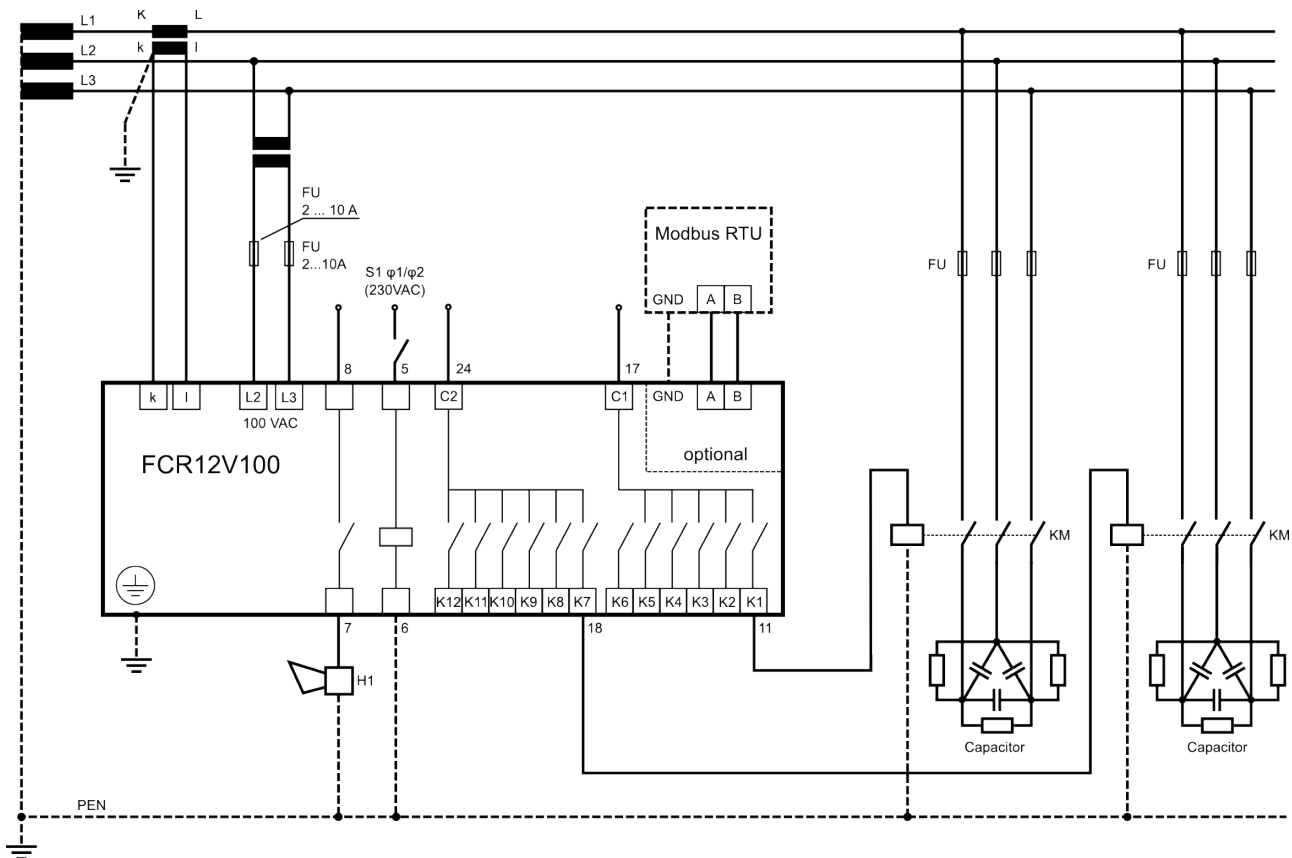 L1
K
L
L2
k
l
L3
FU
2 ... 10 A
FU
2...10A
S1 φ1/φ2
(230VAC)
Modbus RTU
GND
A
B
FU
FU
8
5
24
17
k
l
L2
L3
C2
C1
GND
A
B
100 VAC
FCR12V100
optional
KM
KM
K12
K11
K10
K9
K8
K7
K6
K5
K4
K3
K2
K1
7
6
18
11
H1
Capacitor
Capacitor
PEN